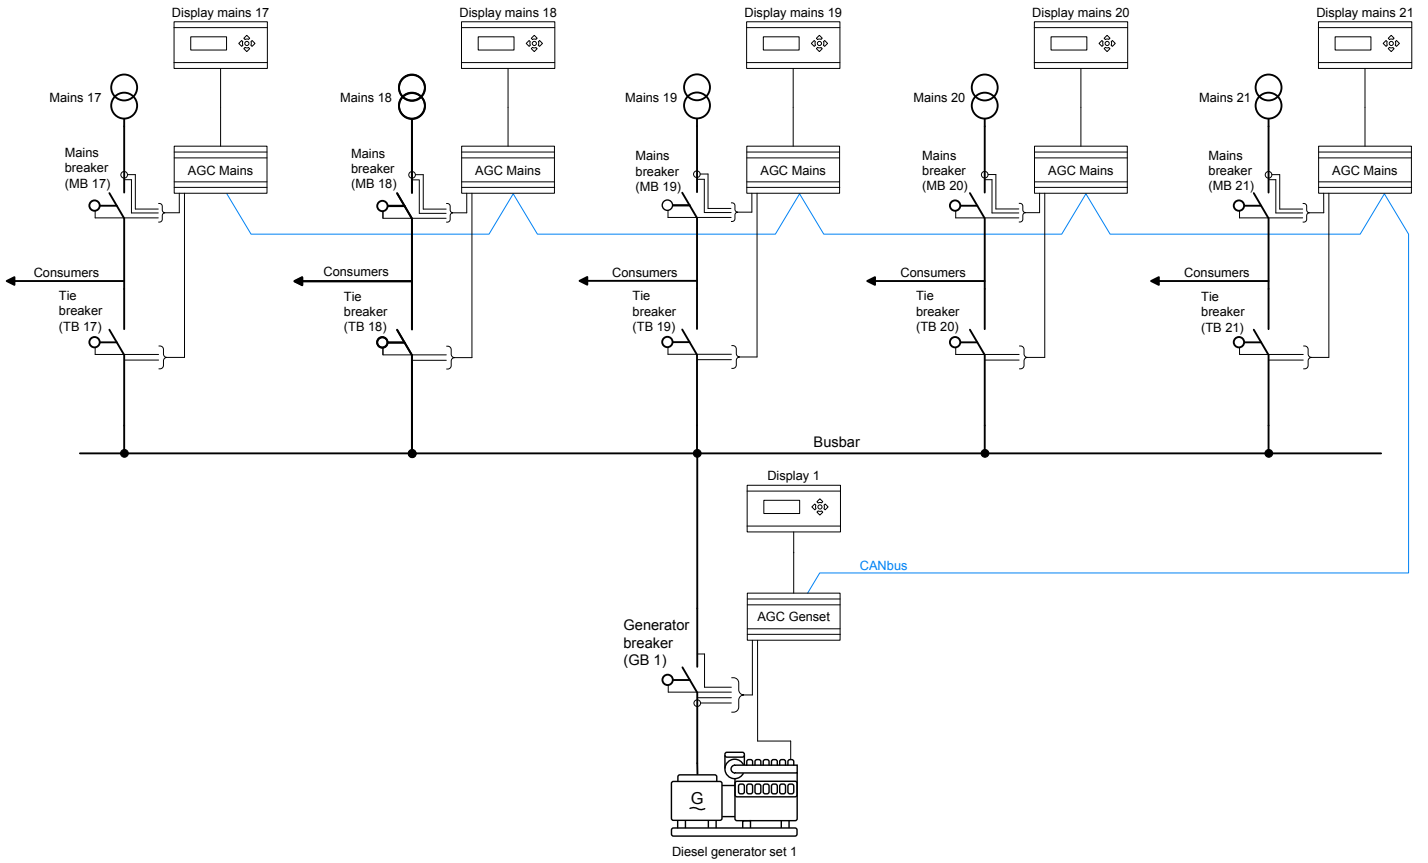 Display mains 17
Display mains 18
Display mains 19
Display mains 20
Display mains 21
Mains 17
Mains 18
Mains 19
Mains 20
Mains 21
Mains
breaker
(MB 17)
AGC Mains
Mains
breaker
(MB 18)
AGC Mains
Mains
breaker
(MB 19)
AGC Mains
Mains
breaker
(MB 20)
AGC Mains
Mains
breaker
(MB 21)
AGC Mains
Consumers
Consumers
Consumers
Consumers
Consumers
Tie
breaker
(TB 17)
Tie
breaker
(TB 18)
Tie
breaker
(TB 19)
Tie
breaker
(TB 20)
Tie
breaker
(TB 21)
Busbar
Display 1
CANbus
AGC Genset
Generator
breaker
(GB 1)
G
Diesel generator set 1